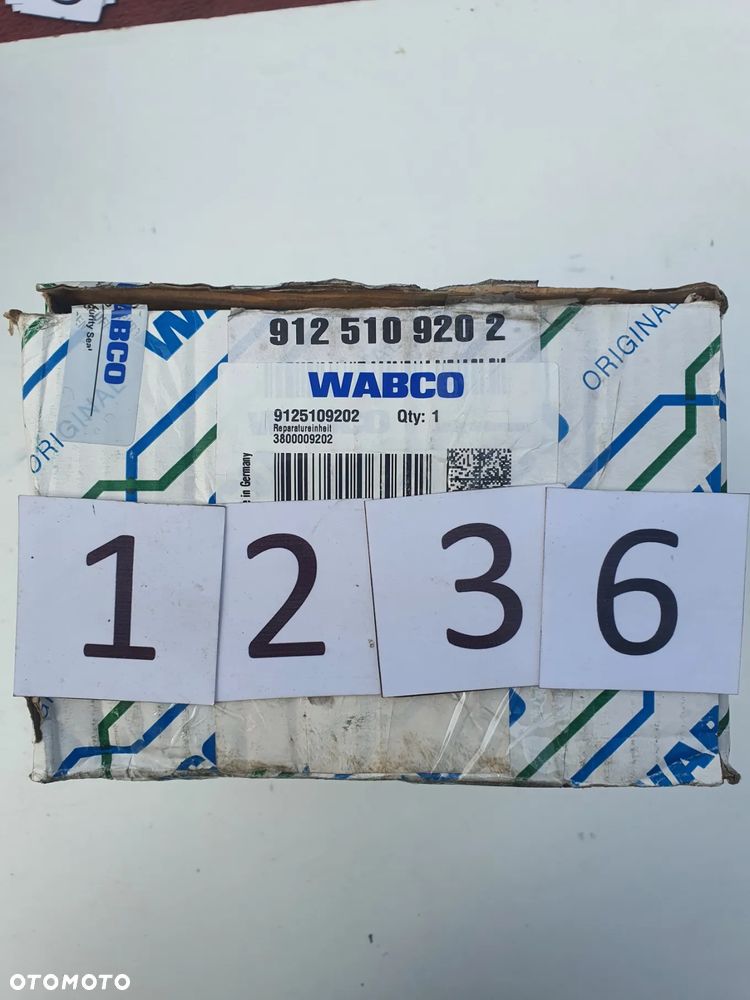 912 510 920 2
WABCO
9125109202 Qty: 1
Reparatureinheit
3800009202
in Germany
WABCO
Seal'
ORIGINAL
ORIGINAL
1 2 3 6
WAB
OTOMOTO